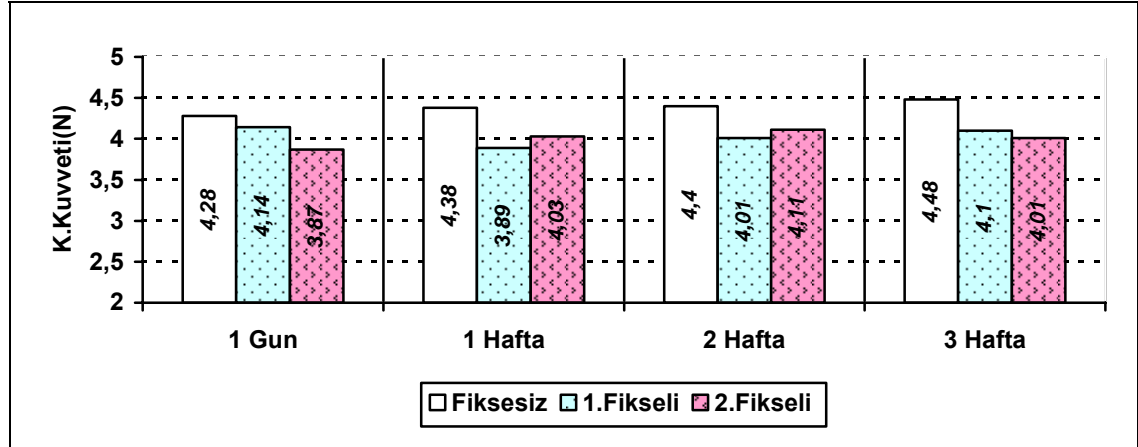 K.Kuvveti(N)
5
4,5
4
3,5
3
2,5
2
4,28
4,14
3,87
4,38
3,89
4,03
4,4
4,01
4,11
4,48
4,1
4,01
1 Gun
1 Hafta
2 Hafta
3 Hafta
Fiksesiz
1.Fikseli
2.Fikseli